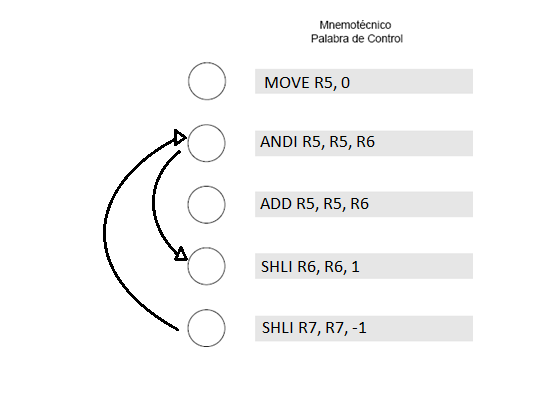 Mnemotécnico
Palabra de Control
MOVE R5, 0
ANDI R5, R5, R6
ADD R5, R5, R6
SHLI R6, R6, 1
SHLI R7, R7, -1